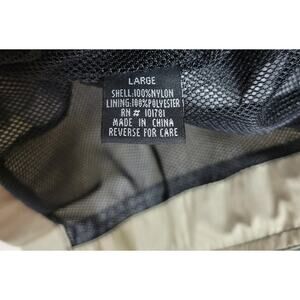 LARGE
SHELL:100%NYLON
LINING:100%POLYESTER
RN# 101781
MADE IN CHINA
REVERSE FOR CARE